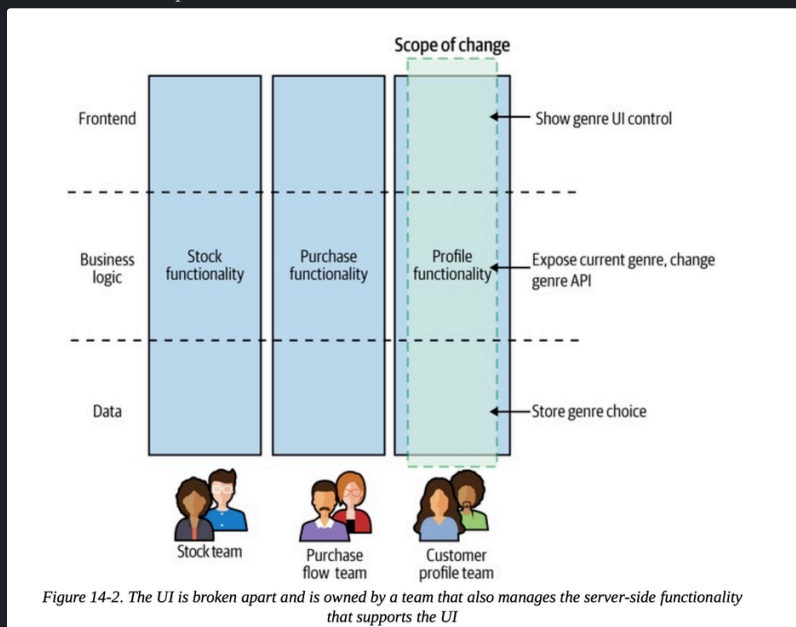 Scope of change
Frontend
Show genre UI control
Business
logic
Stock
functionality
Purchase
functionality
Profile
functionality
Expose current genre, change
genre API
Data
Store genre choice
Stock team
Purchase
flow team
Customer
profile team
Figure 14-2. The UI is broken apart and is owned by a team that also manages the server-side functionality
that supports the UI